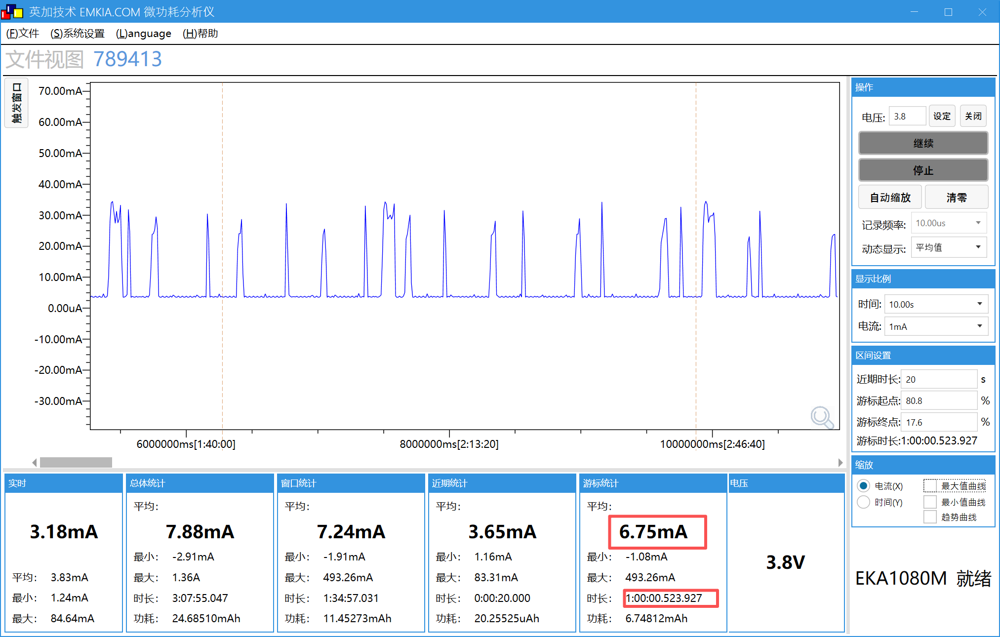 英加技术 EMKIA.COM 微功耗分析仪
(F)文件 (S)系统设置 (L)anguage (H)帮助
文件视图 789413
触发窗口
70.00mA
60.00mA
50.00mA
40.00mA
30.00mA
20.00mA
10.00mA
0.00uA
-10.00mA
-20.00mA
-30.00mA
6000000ms[1:40:00] 8000000ms[2:13:20] 10000000ms[2:46:40]
操作
电压: 3.8 设定 关闭
继续
停止
自动缩放 清零
记录频率: 10.00us
动态显示: 平均值
显示比例
时间: 10.00s
电流: 1mA
区间设置
近期时长: 20 s
游标起点: 80.8 %
游标终点: 17.6 %
游标时长:1:00:00.523.927
缩放
电流(X) 最大值曲线
时间(Y) 最小值曲线
趋势曲线
EKA1080M 就绪
实时
3.18mA
平均: 3.83mA
最小: 1.24mA
最大: 84.64mA
总体统计
平均:
7.88mA
最小: -2.91mA
最大: 1.36A
时长: 3:07:55.047
功耗: 24.68510mAh
窗口统计
平均:
7.24mA
最小: -1.91mA
最大: 493.26mA
时长: 1:34:57.031
功耗: 11.45273mAh
近期统计
平均:
3.65mA
最小: 1.16mA
最大: 83.31mA
时长: 0:00:20.000
功耗: 20.25525uAh
游标统计
平均:
6.75mA
最小: -1.08mA
最大: 493.26mA
时长: 1:00:00.523.927
功耗: 6.74812mAh
电压
3.8V